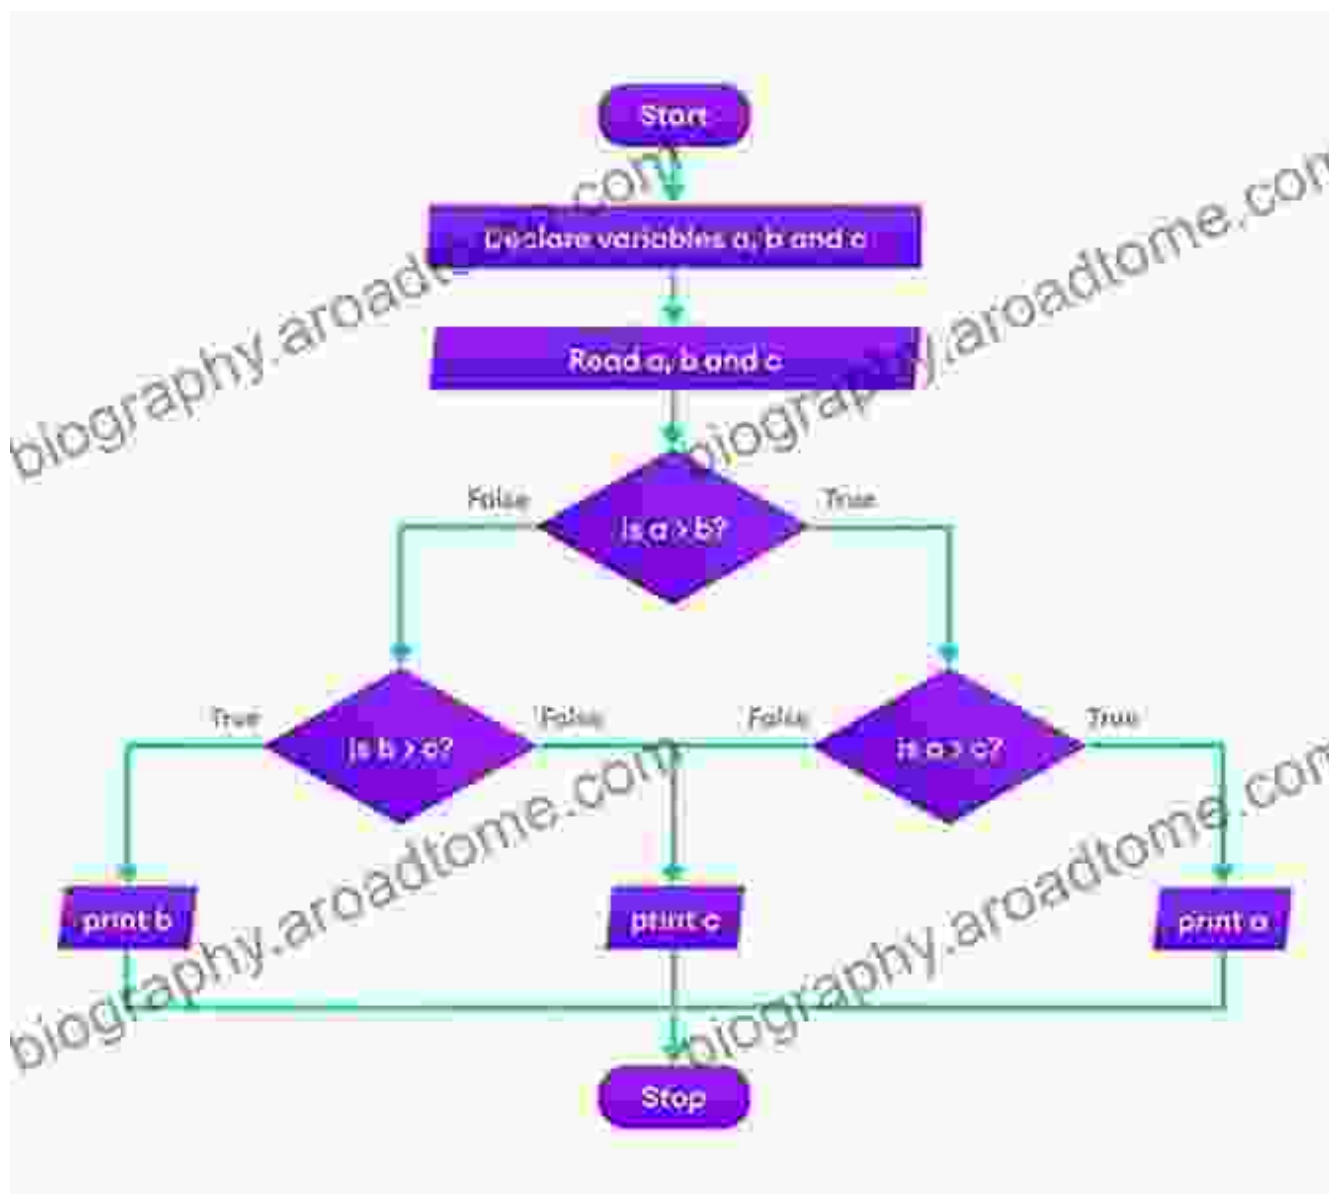 Start
Declare variables a, b and c
Read a, b and c
False
True
is a > b?
True
is b > c?
False
False
is a > c?
True
print b
print c
print a
Stop
biography.aroadtome.com
biography.aroadtome.com
biography.aroadtome.com
biography.aroadtome.com